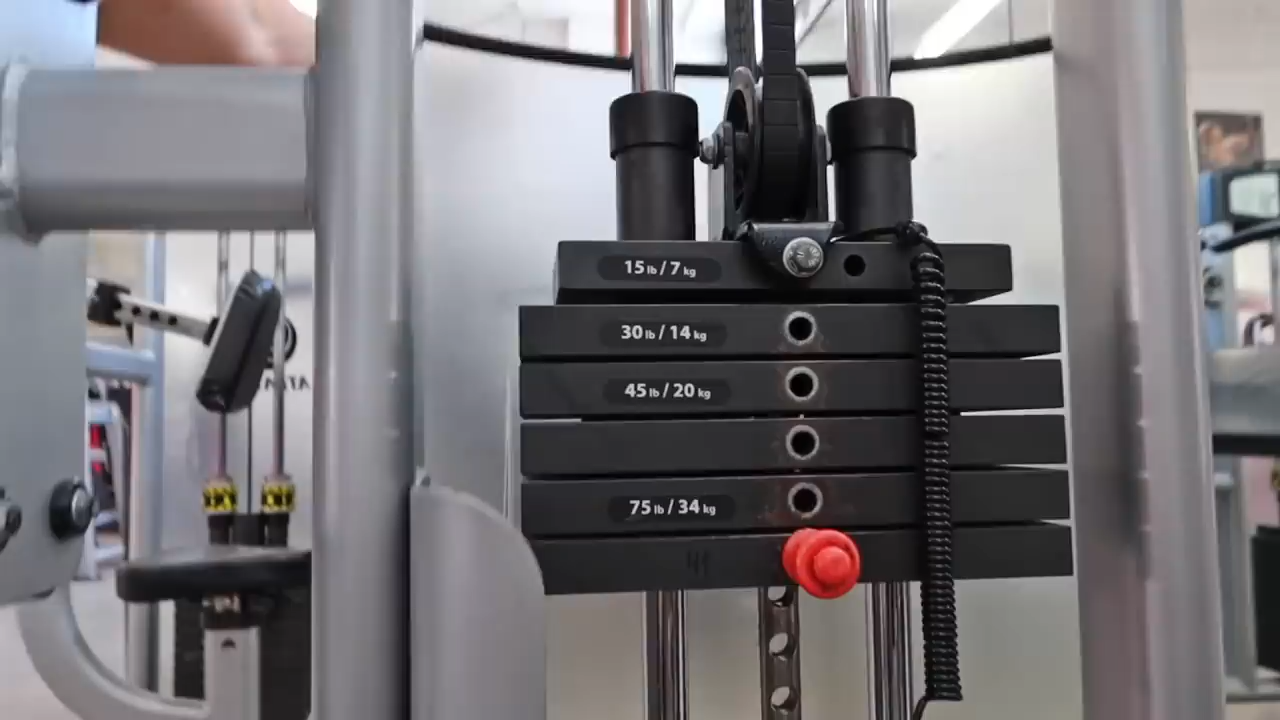 15 lb / 7 kg
30 lb / 14 kg
45 lb / 20 kg
75 lb / 34 kg